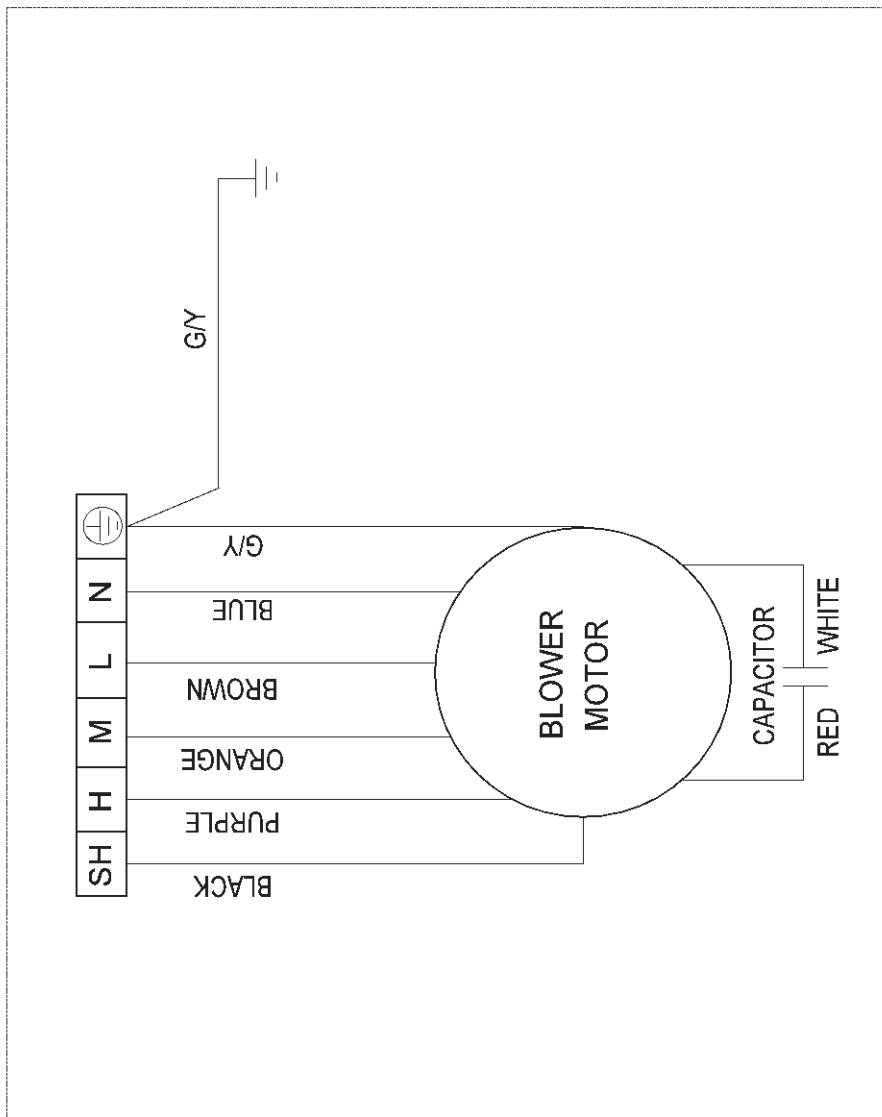 SH
H
M
L
N
BLACK
PURPLE
ORANGE
BROWN
BLUE
G/Y
G/Y
BLOWER
MOTOR
CAPACITOR
RED
WHITE